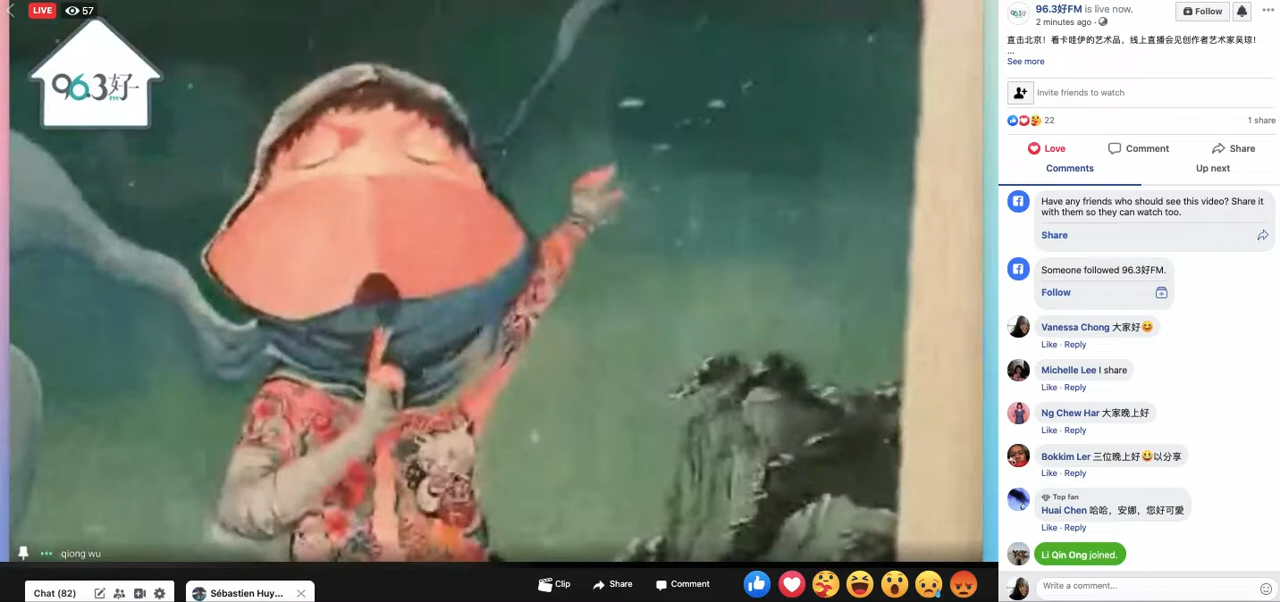 LIVE
57
96.3好
FM
qiong wu
Clip
Share
Comment
Chat (82)
Sébastien Huy...
96.3好FM is live now.
2 minutes ago ·
Follow
直击北京！看卡哇伊的艺术品，线上直播会见创作者艺术家吴琼！
...
See more
Invite friends to watch
22
1 share
Love
Comment
Share
Comments
Up next
Have any friends who should see this video? Share it
with them so they can watch too.
Share
Someone followed 96.3好FM.
Follow
Vanessa Chong 大家好😄
Like · Reply
Michelle Lee I share
Like · Reply
Ng Chew Har 大家晚上好
Like · Reply
Bokkim Ler 三位晚上好😀以分享
Like · Reply
Top fan
Huai Chen 哈哈，安娜，您好可愛
Like · Reply
Li Qin Ong joined.
Write a comment...